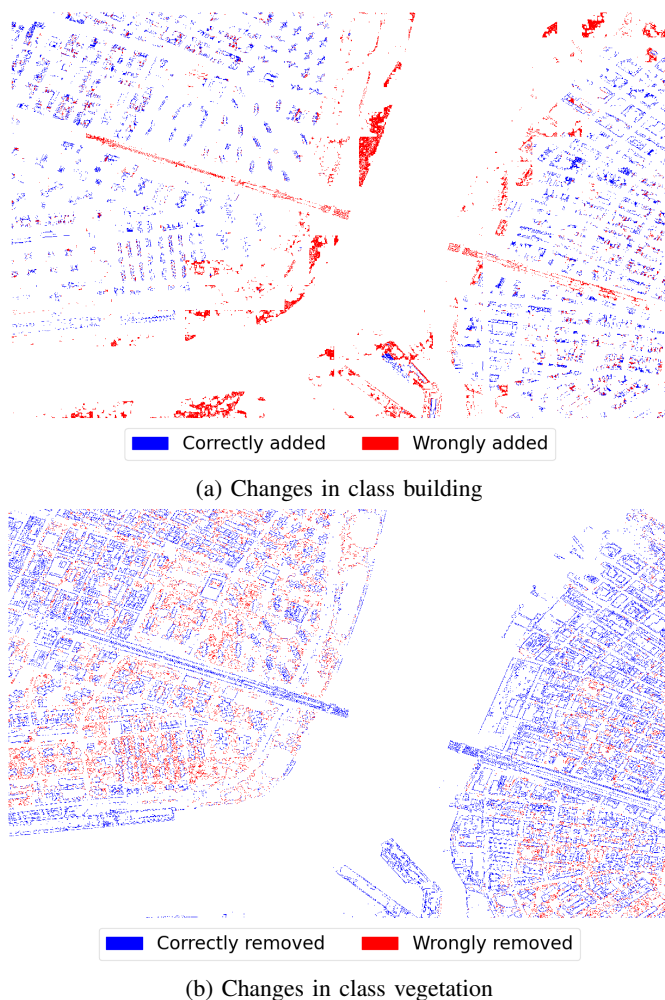 Correctly added Wrongly added
(a) Changes in class building
Correctly removed Wrongly removed
(b) Changes in class vegetation